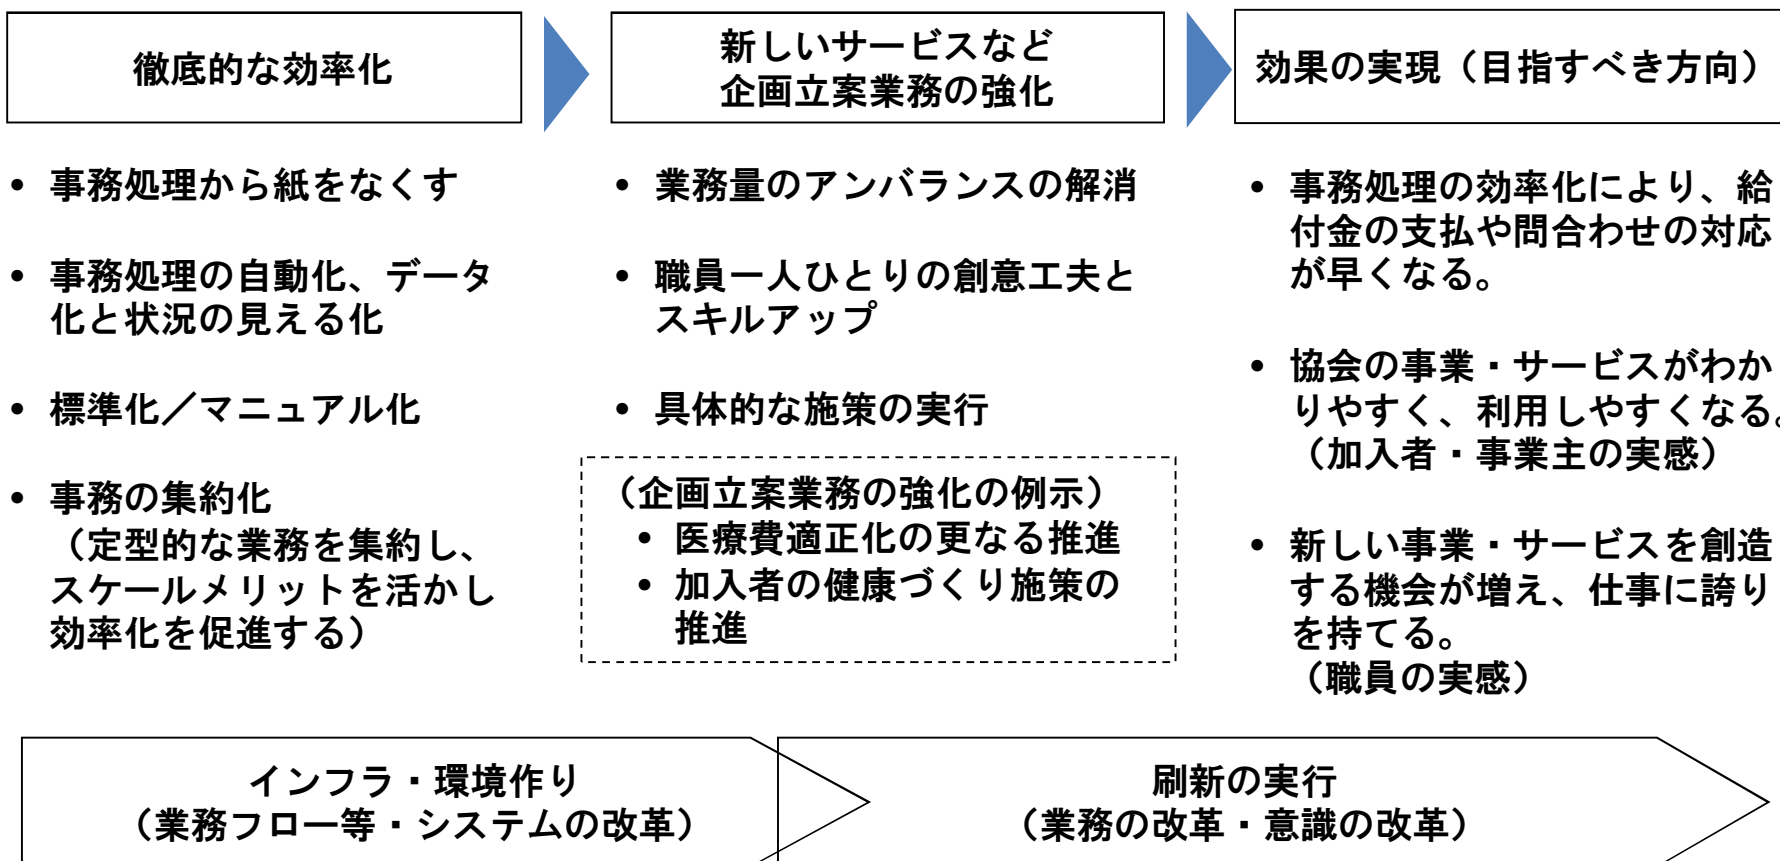 徹底的な効率化
新しいサービスなど
企画立案業務の強化
効果の実現（目指すべき方向）
• 事務処理から紙をなくす
• 事務処理の自動化、データ
化と状況の見える化
• 標準化／マニュアル化
• 事務の集約化
（定型的な業務を集約し、
スケールメリットを活かし
効率化を促進する）
• 業務量のアンバランスの解消
• 職員一人ひとりの創意工夫と
スキルアップ
• 具体的な施策の実行
（企画立案業務の強化の例示）
• 医療費適正化の更なる推進
• 加入者の健康づくり施策の
推進
• 事務処理の効率化により、給
付金の支払や問合わせの対応
が早くなる。
• 協会の事業・サービスがわか
りやすく、利用しやすくなる。
（加入者・事業主の実感）
• 新しい事業・サービスを創造
する機会が増え、仕事に誇り
を持てる。
（職員の実感）
インフラ・環境作り
（業務フロー等・システムの改革）
刷新の実行
（業務の改革・意識の改革）